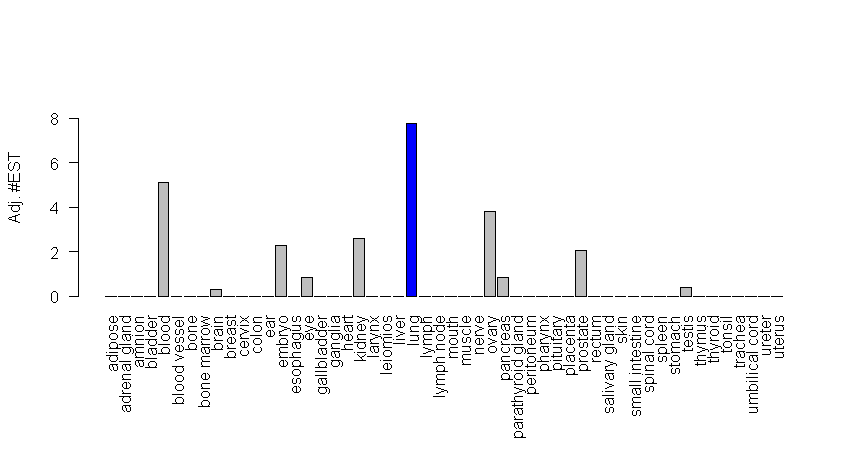 Adj. #EST
8
6
4
2
0
adipose
adrenal gland
amnion
bladder
blood
blood vessel
bone
bone marrow
brain
breast
cervix
colon
ear
embryo
esophagus
eye
gallbladder
ganglia
heart
kidney
larynx
leiomios
liver
lung
lymph
lymph node
mouth
muscle
nerve
ovary
pancreas
parathyroid gland
peritoneum
pharynx
pituitary
placenta
prostate
rectum
salivary gland
skin
small intestine
spinal cord
spleen
stomach
testis
thymus
thyroid
tonsil
trachea
umbilical cord
ureter
uterus